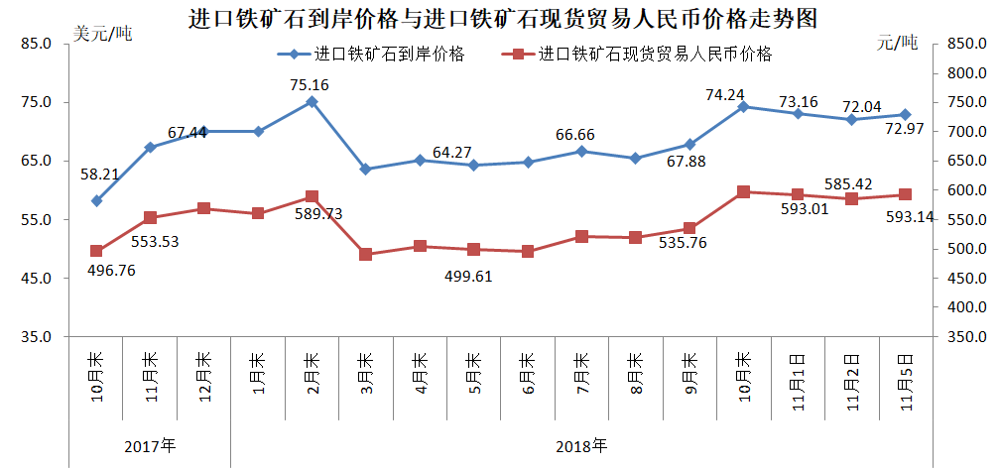 进口铁矿石到岸价格与进口铁矿石现货贸易人民币价格走势图
美元/吨
元/吨
进口铁矿石到岸价格
进口铁矿石现货贸易人民币价格
85.0
75.0
65.0
55.0
45.0
35.0
850.0
800.0
750.0
700.0
650.0
600.0
550.0
500.0
450.0
400.0
350.0
58.21
67.44
75.16
64.27
66.66
67.88
74.24
73.16
72.04
72.97
496.76
553.53
589.73
499.61
535.76
593.01
585.42
593.14
10月末
11月末
12月末
1月末
2月末
3月末
4月末
5月末
6月末
7月末
8月末
9月末
10月末
11月1日
11月2日
11月5日
2017年
2018年